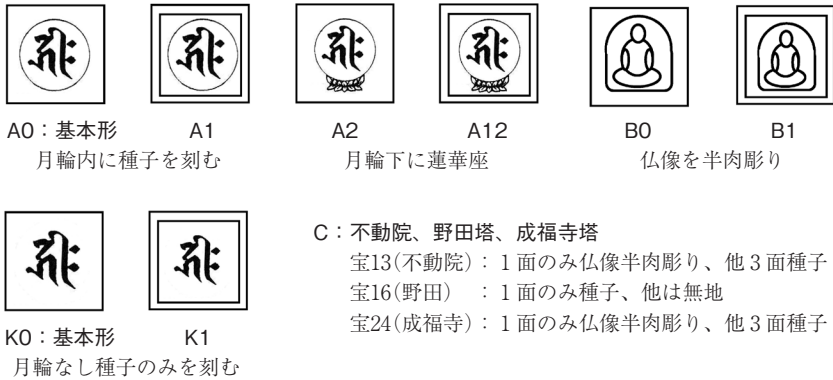 A0：基本形 A1 A2 A12 B0 B1
月輪内に種子を刻む 月輪下に蓮華座 仏像を半肉彫り
C：不動院、野田塔、成福寺塔
宝13(不動院)：1面のみ仏像半肉彫り、他3面種子
宝16(野田)：1面のみ種子、他は無地
宝24(成福寺)：1面のみ仏像半肉彫り、他3面種子
K0：基本形 K1
月輪なし種子のみを刻む